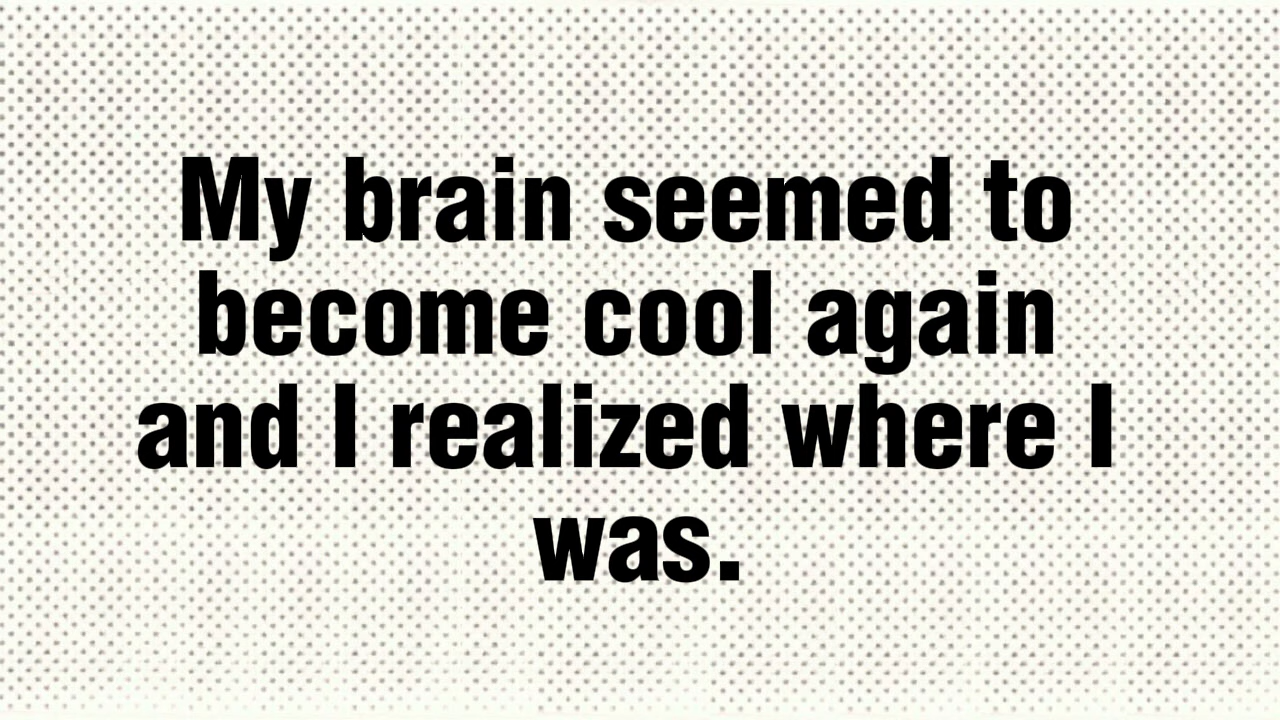 My brain seemed to
become cool again
and I realized where I
was.